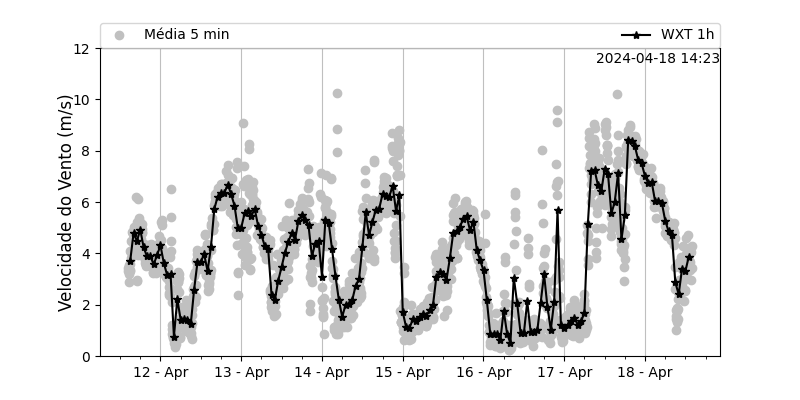 Média 5 min
WXT 1h
2024-04-18 14:23
Velocidade do Vento (m/s)
12
10
8
6
4
2
0
12 - Apr
13 - Apr
14 - Apr
15 - Apr
16 - Apr
17 - Apr
18 - Apr